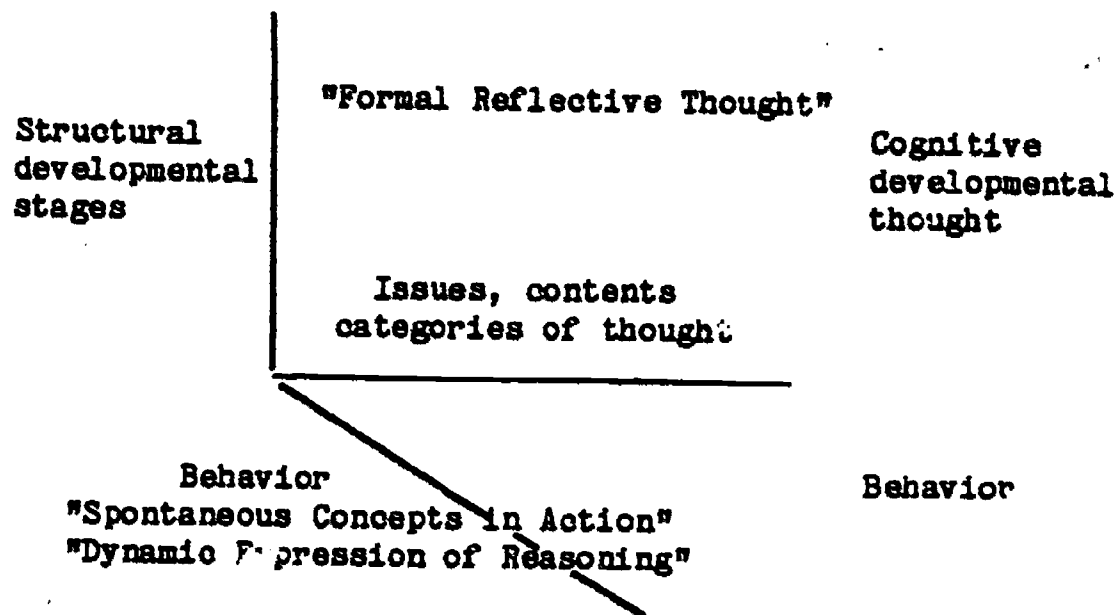 "Formal Reflective Thought"
Structural
developmental
stages
Cognitive
developmental
thought
Issues, contents
categories of thought
Behavior
"Spontaneous Concepts in Action"
"Dynamic of Reasoning"
Behavior